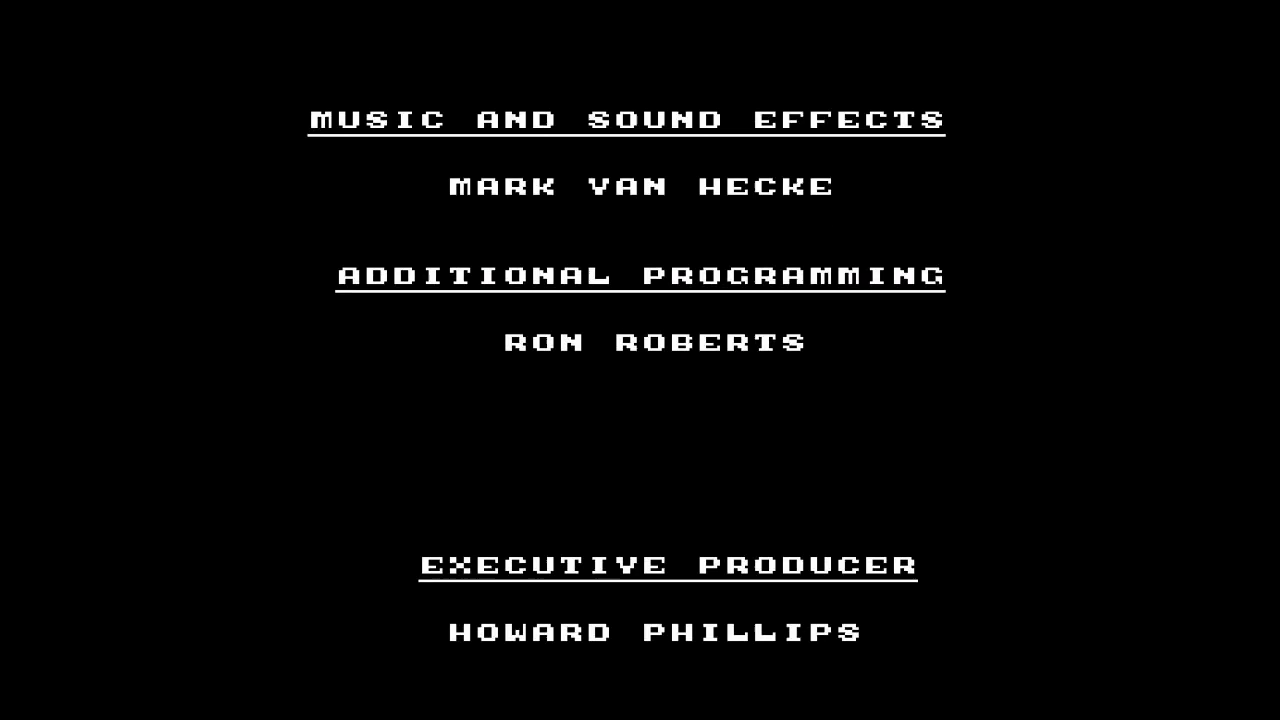 MUSIC AND SOUND EFFECTS
MARK VAN HECKE
ADDITIONAL PROGRAMMING
RON ROBERTS
EXECUTIVE PRODUCER
HOWARD PHILLIPS